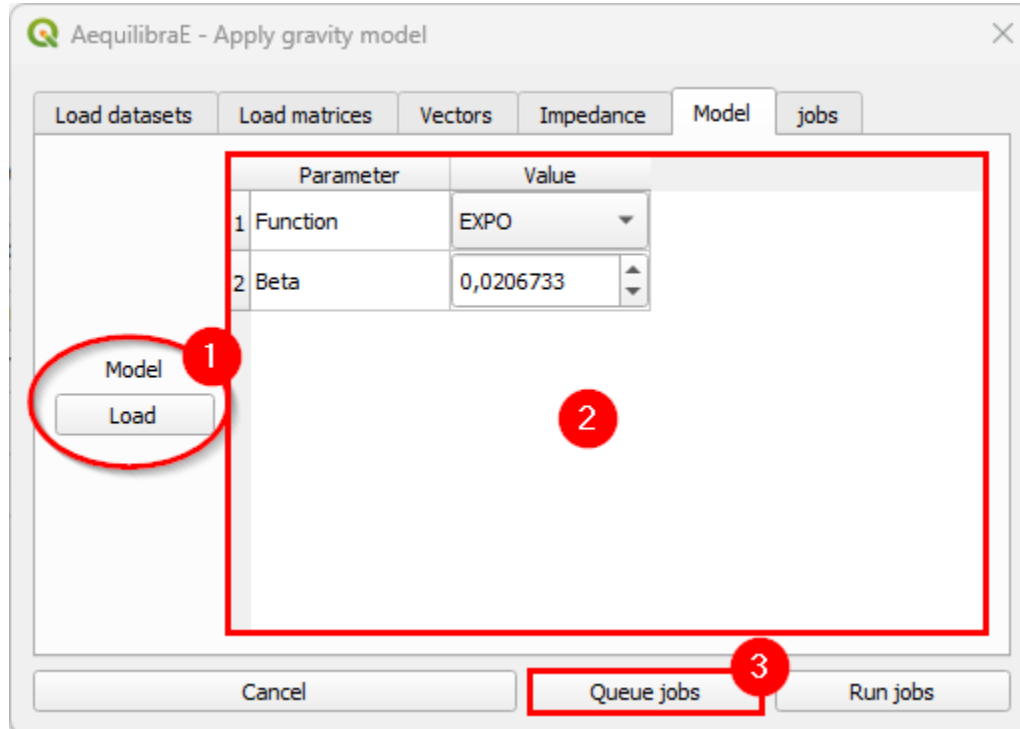 AequilibraE - Apply gravity model
Load datasets Load matrices Vectors Impedance Model jobs
Parameter Value
1 Function EXPO
2 Beta 0,0206733
1
Model
Load
2
3
Cancel Queue jobs Run jobs